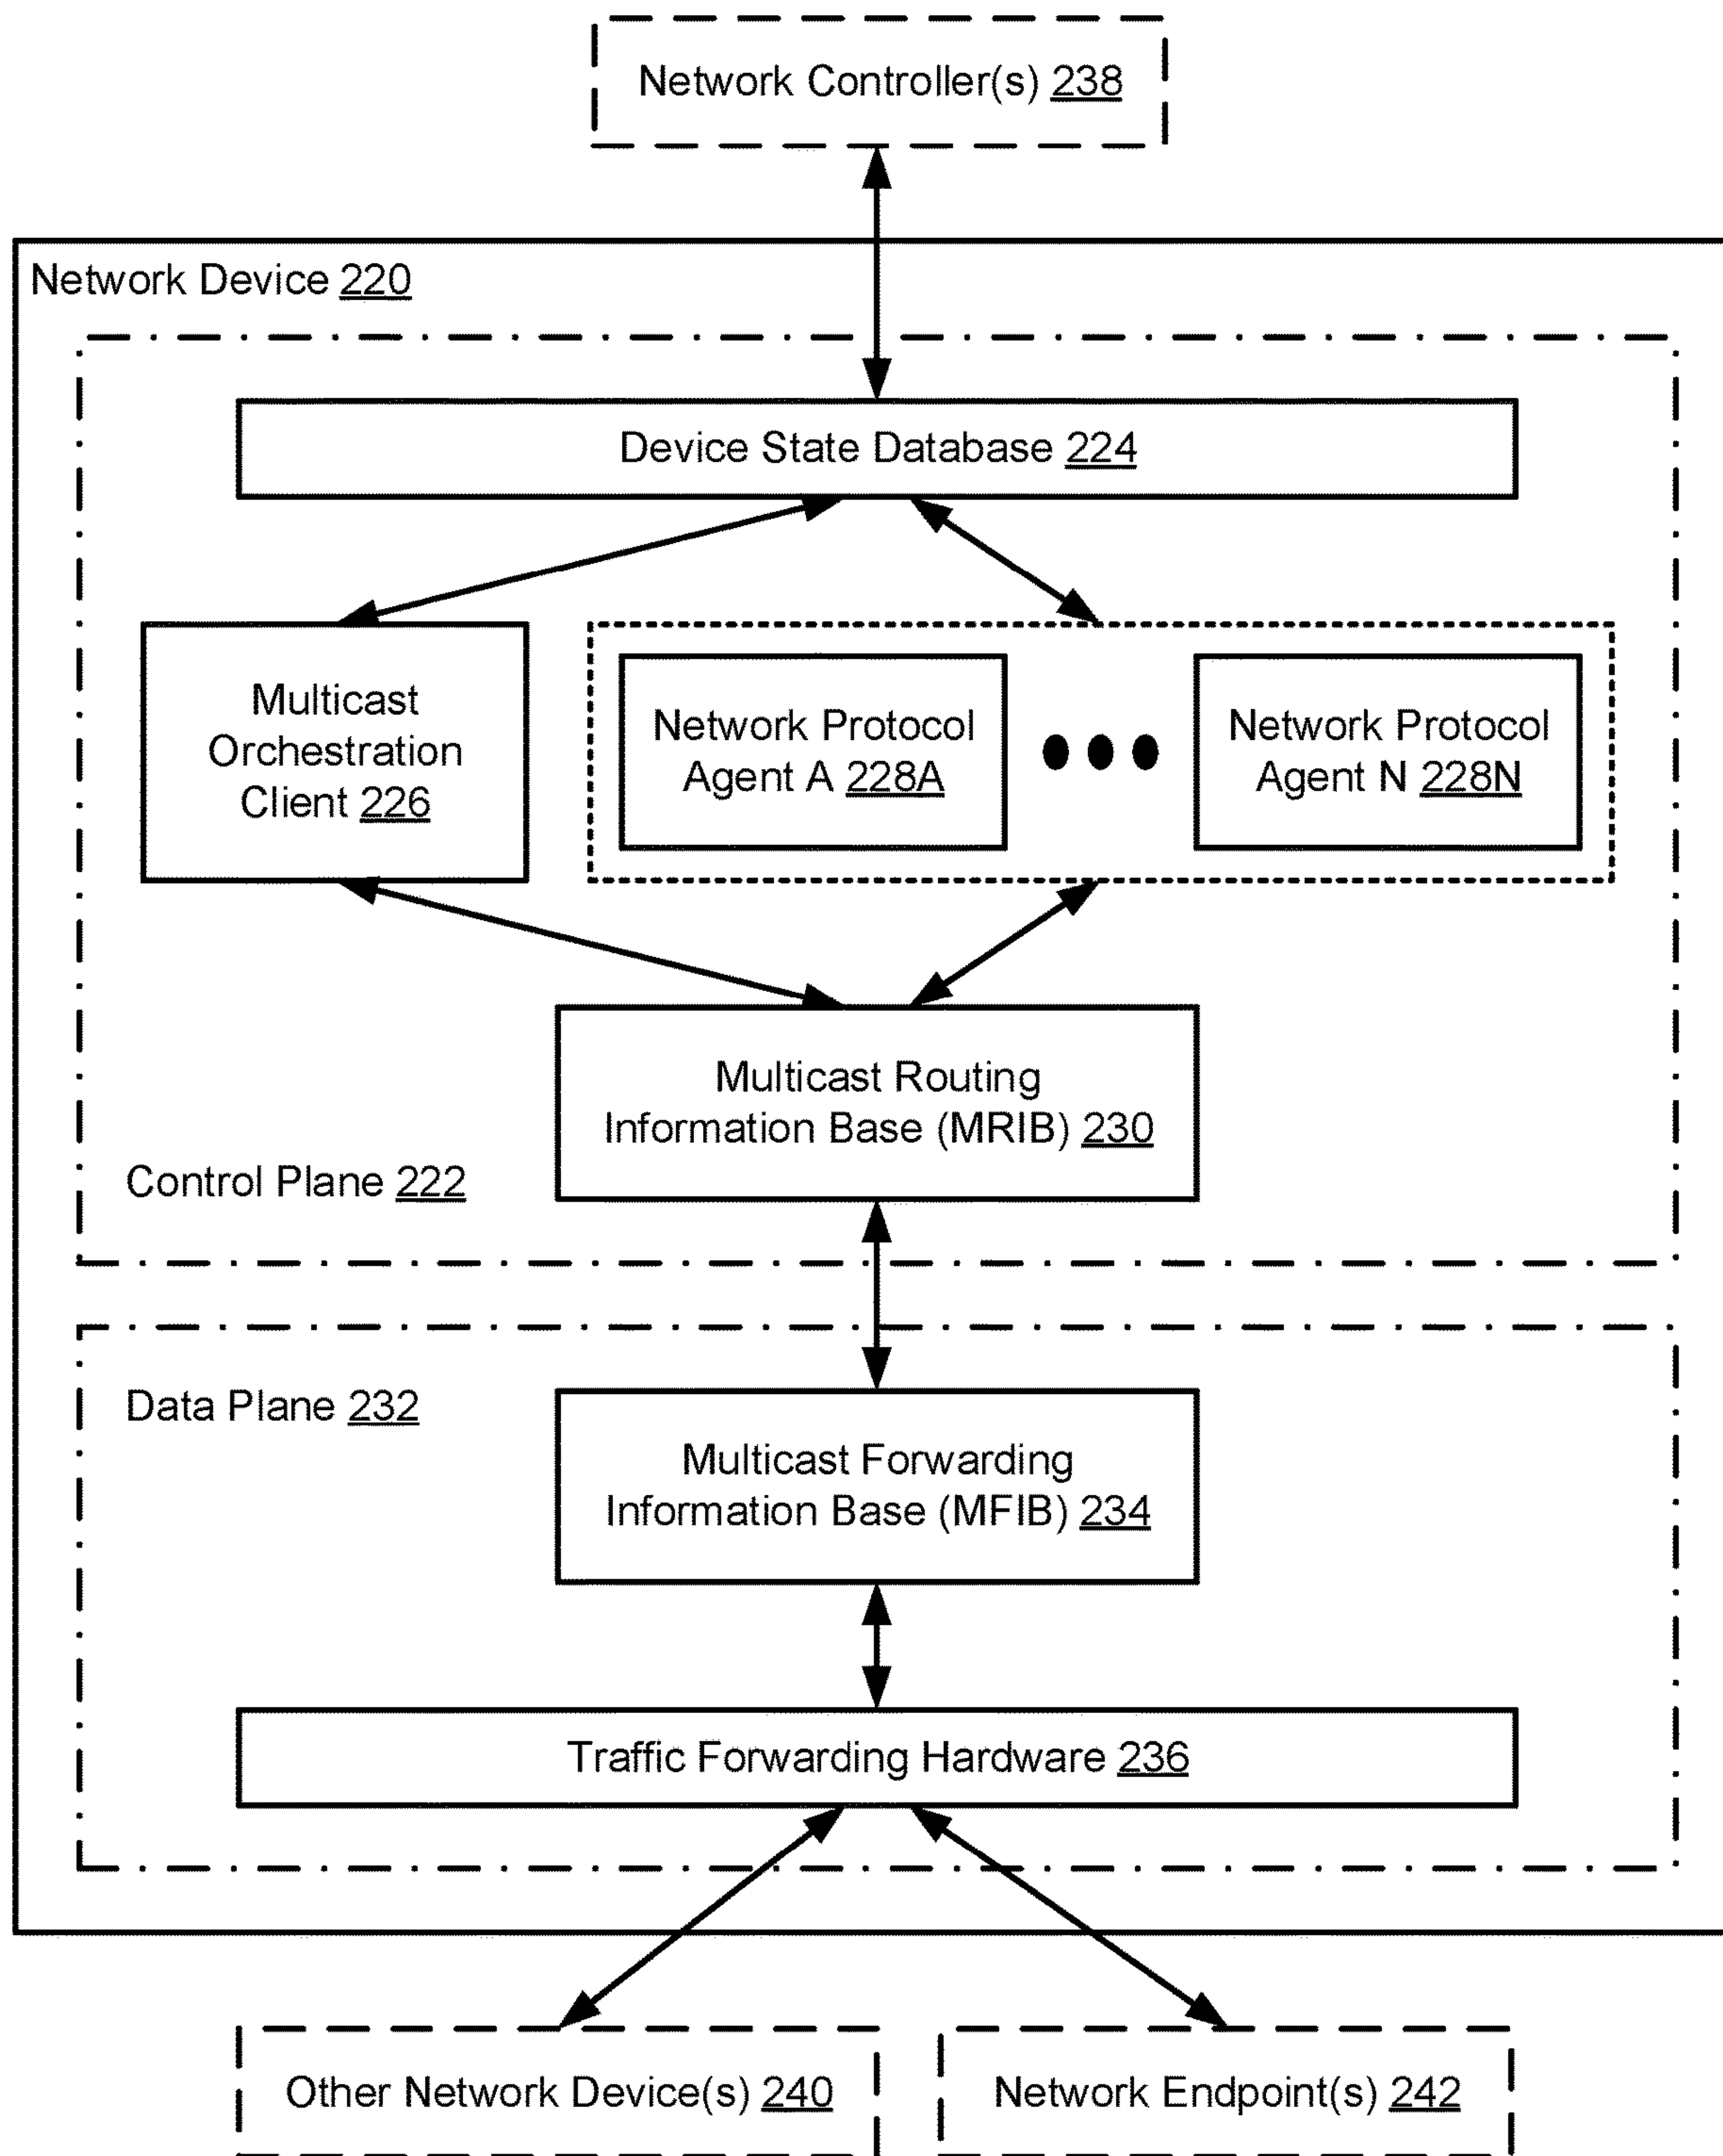 Network Controller(s) 238
Network Device 220
Device State Database 224
Multicast
Orchestration
Client 226
Network Protocol
Agent A 228A
Network Protocol
Agent N 228N
Multicast Routing
Information Base (MRIB) 230
Control Plane 222
Data Plane 232
Multicast Forwarding
Information Base (MFIB) 234
Traffic Forwarding Hardware 236
Other Network Device(s) 240
Network Endpoint(s) 242